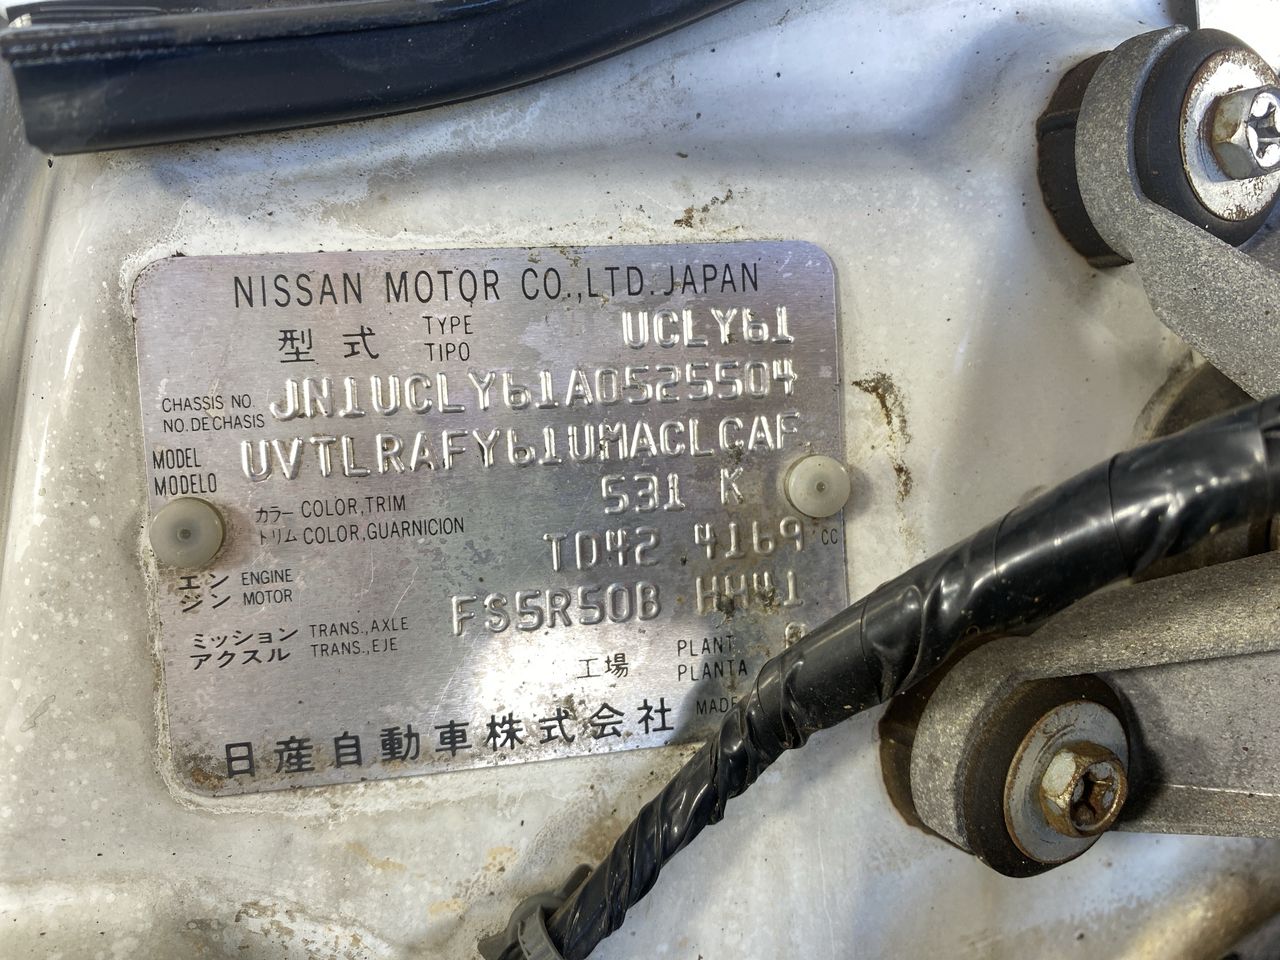 NISSAN MOTOR CO.,LTD. JAPAN
型式 TYPE TIPO UCLY61
CHASSIS NO. NO.DECHASIS JN1UCLY61A0525504
MODEL MODELO UVTLRAFY61UMACLCAF
カラー COLOR,TRIM 531 K
トリム COLOR,GUARNICION
エンジン ENGINE MOTOR TD42 4169 CC
ミッション TRANS.,AXLE FS5R50B
アクスル TRANS.,EJE
工場 PLANT PLANTA
日産自動車株式会社 MADE